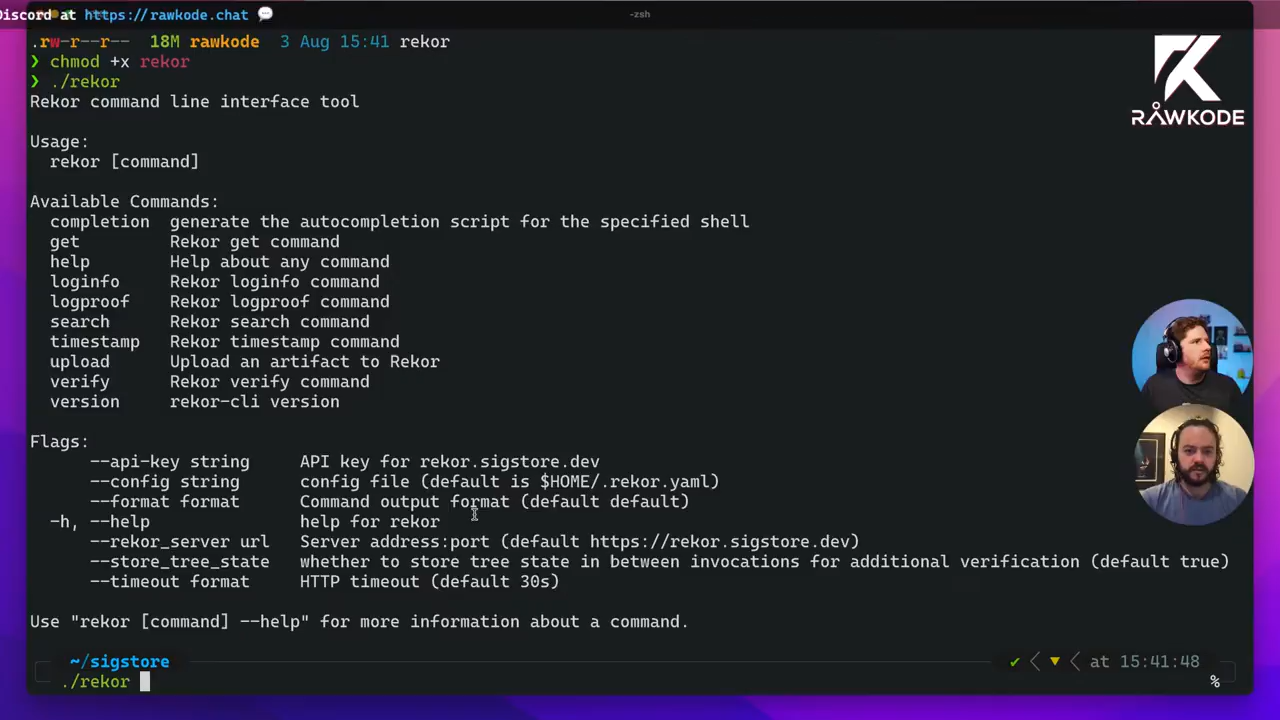 Discord at https://rawkode.chat 💬
-zsh
.rw-r--r-- 18M rawkode 3 Aug 15:41 rekor
❯ chmod +x rekor
❯ ./rekor
Rekor command line interface tool
Usage:
rekor [command]
Available Commands:
completion generate the autocompletion script for the specified shell
get Rekor get command
help Help about any command
loginfo Rekor loginfo command
logproof Rekor logproof command
search Rekor search command
timestamp Rekor timestamp command
upload Upload an artifact to Rekor
verify Rekor verify command
version rekor-cli version
Flags:
--api-key string API key for rekor.sigstore.dev
--config string config file (default is $HOME/.rekor.yaml)
--format format Command output format (default default)
-h, --help help for rekor
--rekor_server url Server address:port (default https://rekor.sigstore.dev)
--store_tree_state whether to store tree state in between invocations for additional verification (default true)
--timeout format HTTP timeout (default 30s)
Use "rekor [command] --help" for more information about a command.
~/sigstore ✔ at 15:41:48
./rekor %
RAWKODE